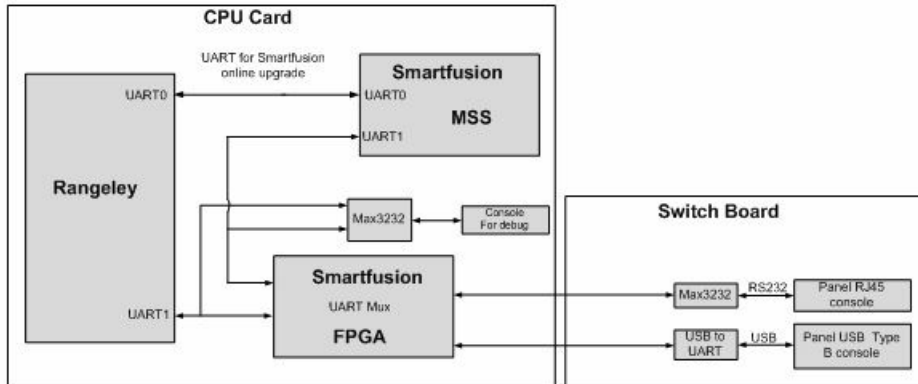 CPU Card
UART for Smartfusion
online upgrade
Smartfusion
UART0
UART0
MSS
UART1
Rangeley
Max3232
Console
For debug
Switch Board
Smartfusion
UART Mux
UART1
FPGA
Max3232
RS232
Panel RJ45
console
USB to
UART
USB
Panel USB Type
B console